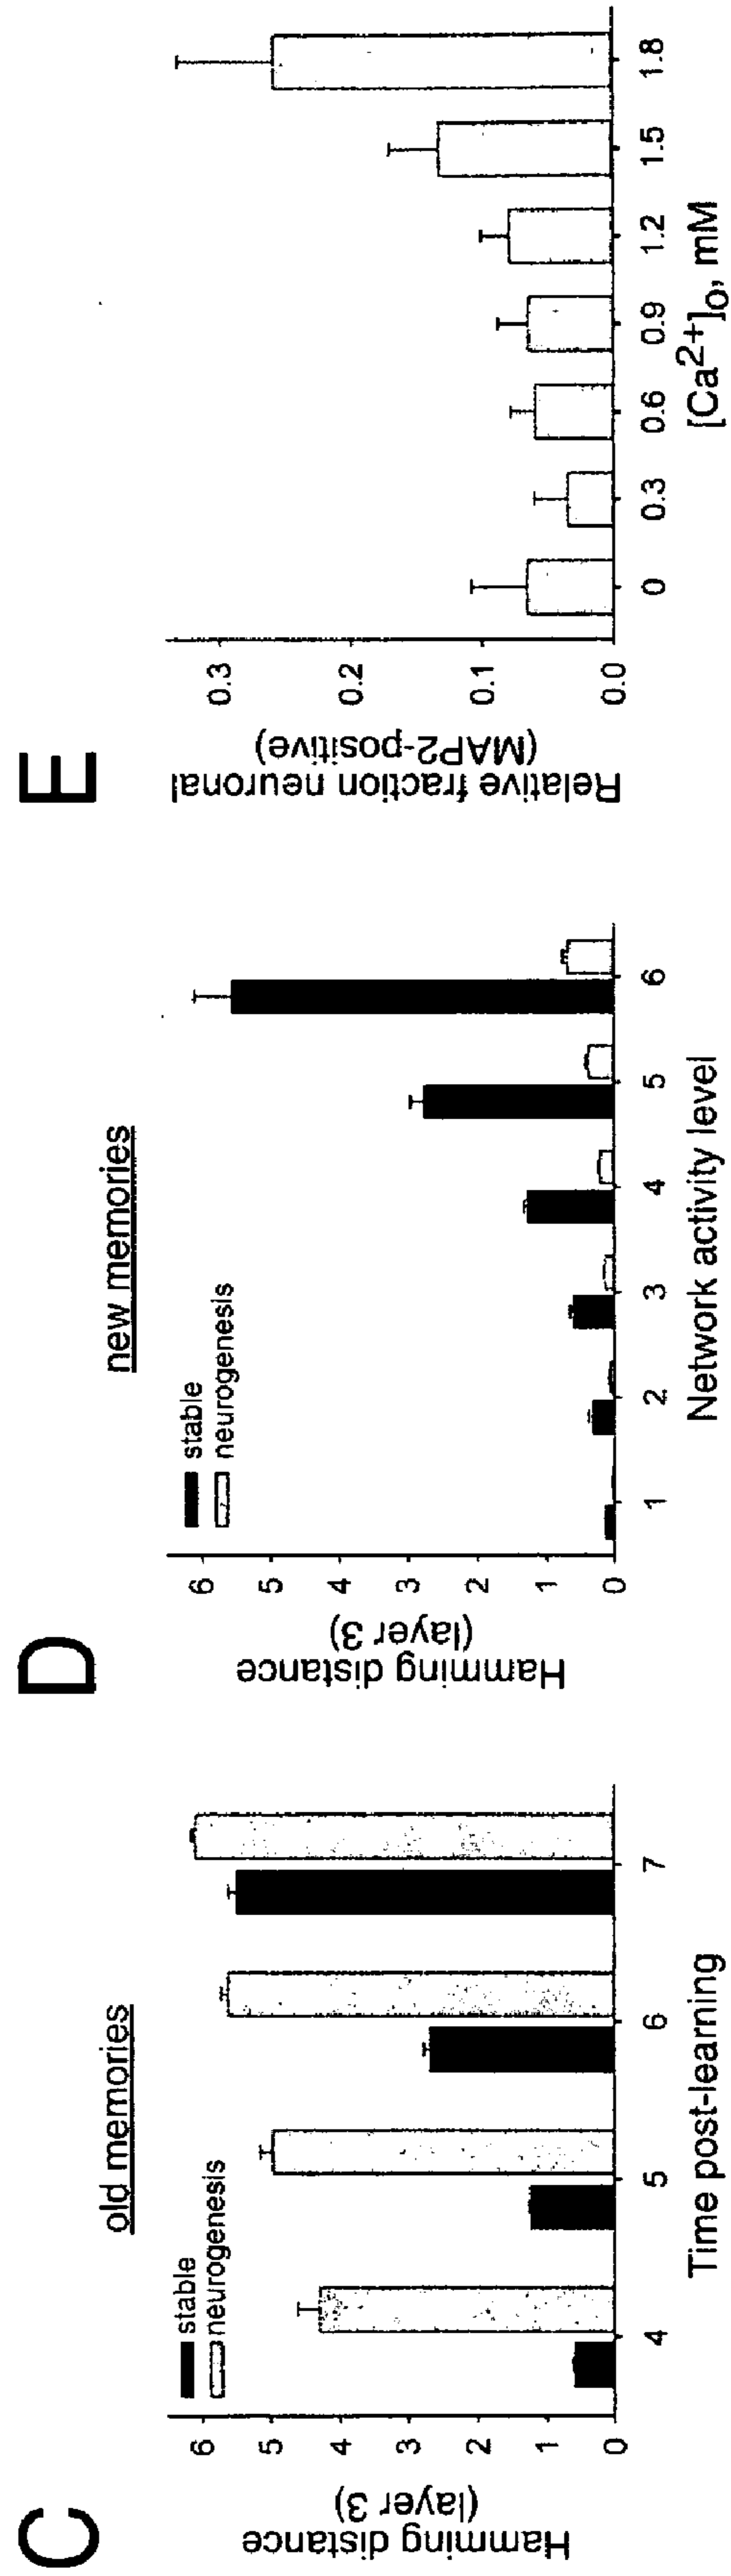 C
old memories
stable
neurogenesis
Hamming distance
(layer 3)
6
5
4
3
2
1
0
4
5
6
7
Time post-learning
D
new memories
stable
neurogenesis
Hamming distance
(layer 3)
6
5
4
3
2
1
0
1
2
3
4
5
6
Network activity level
E
Relative fraction neuronal
(MAP2-positive)
0.3
0.2
0.1
0.0
0
0.3
0.6
0.9
1.2
1.5
1.8
[Ca2+]o, mM